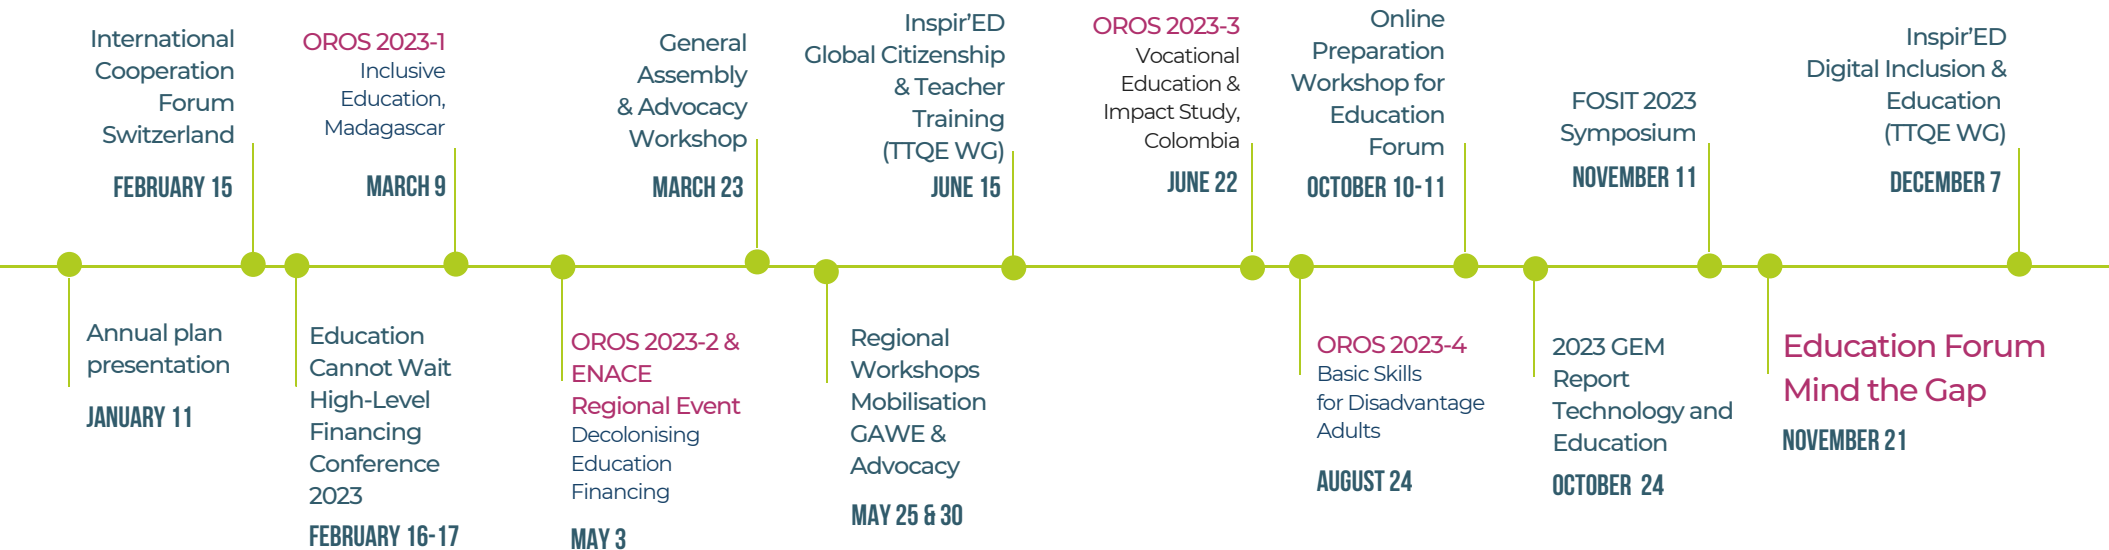 International
Cooperation
Forum
Switzerland
FEBRUARY 15
OROS 2023-1
Inclusive
Education,
Madagascar
MARCH 9
General
Assembly
& Advocacy
Workshop
MARCH 23
Inspir'ED
Global Citizenship
& Teacher
Training
(TTQE WG)
JUNE 15
OROS 2023-3
Vocational
Education &
Impact Study,
Colombia
JUNE 22
Online
Preparation
Workshop for
Education
Forum
OCTOBER 10-11
FOSIT 2023
Symposium
NOVEMBER 11
Inspir'ED
Digital Inclusion &
Education
(TTQE WG)
DECEMBER 7
Annual plan
presentation
JANUARY 11
Education
Cannot Wait
High-Level
Financing
Conference
2023
FEBRUARY 16-17
OROS 2023-2 &
ENACE
Regional Event
Decolonising
Education
Financing
MAY 3
Regional
Workshops
Mobilisation
GAWE &
Advocacy
MAY 25 & 30
OROS 2023-4
Basic Skills
for Disadvantage
Adults
AUGUST 24
2023 GEM
Report
Technology and
Education
OCTOBER 24
Education Forum
Mind the Gap
NOVEMBER 21